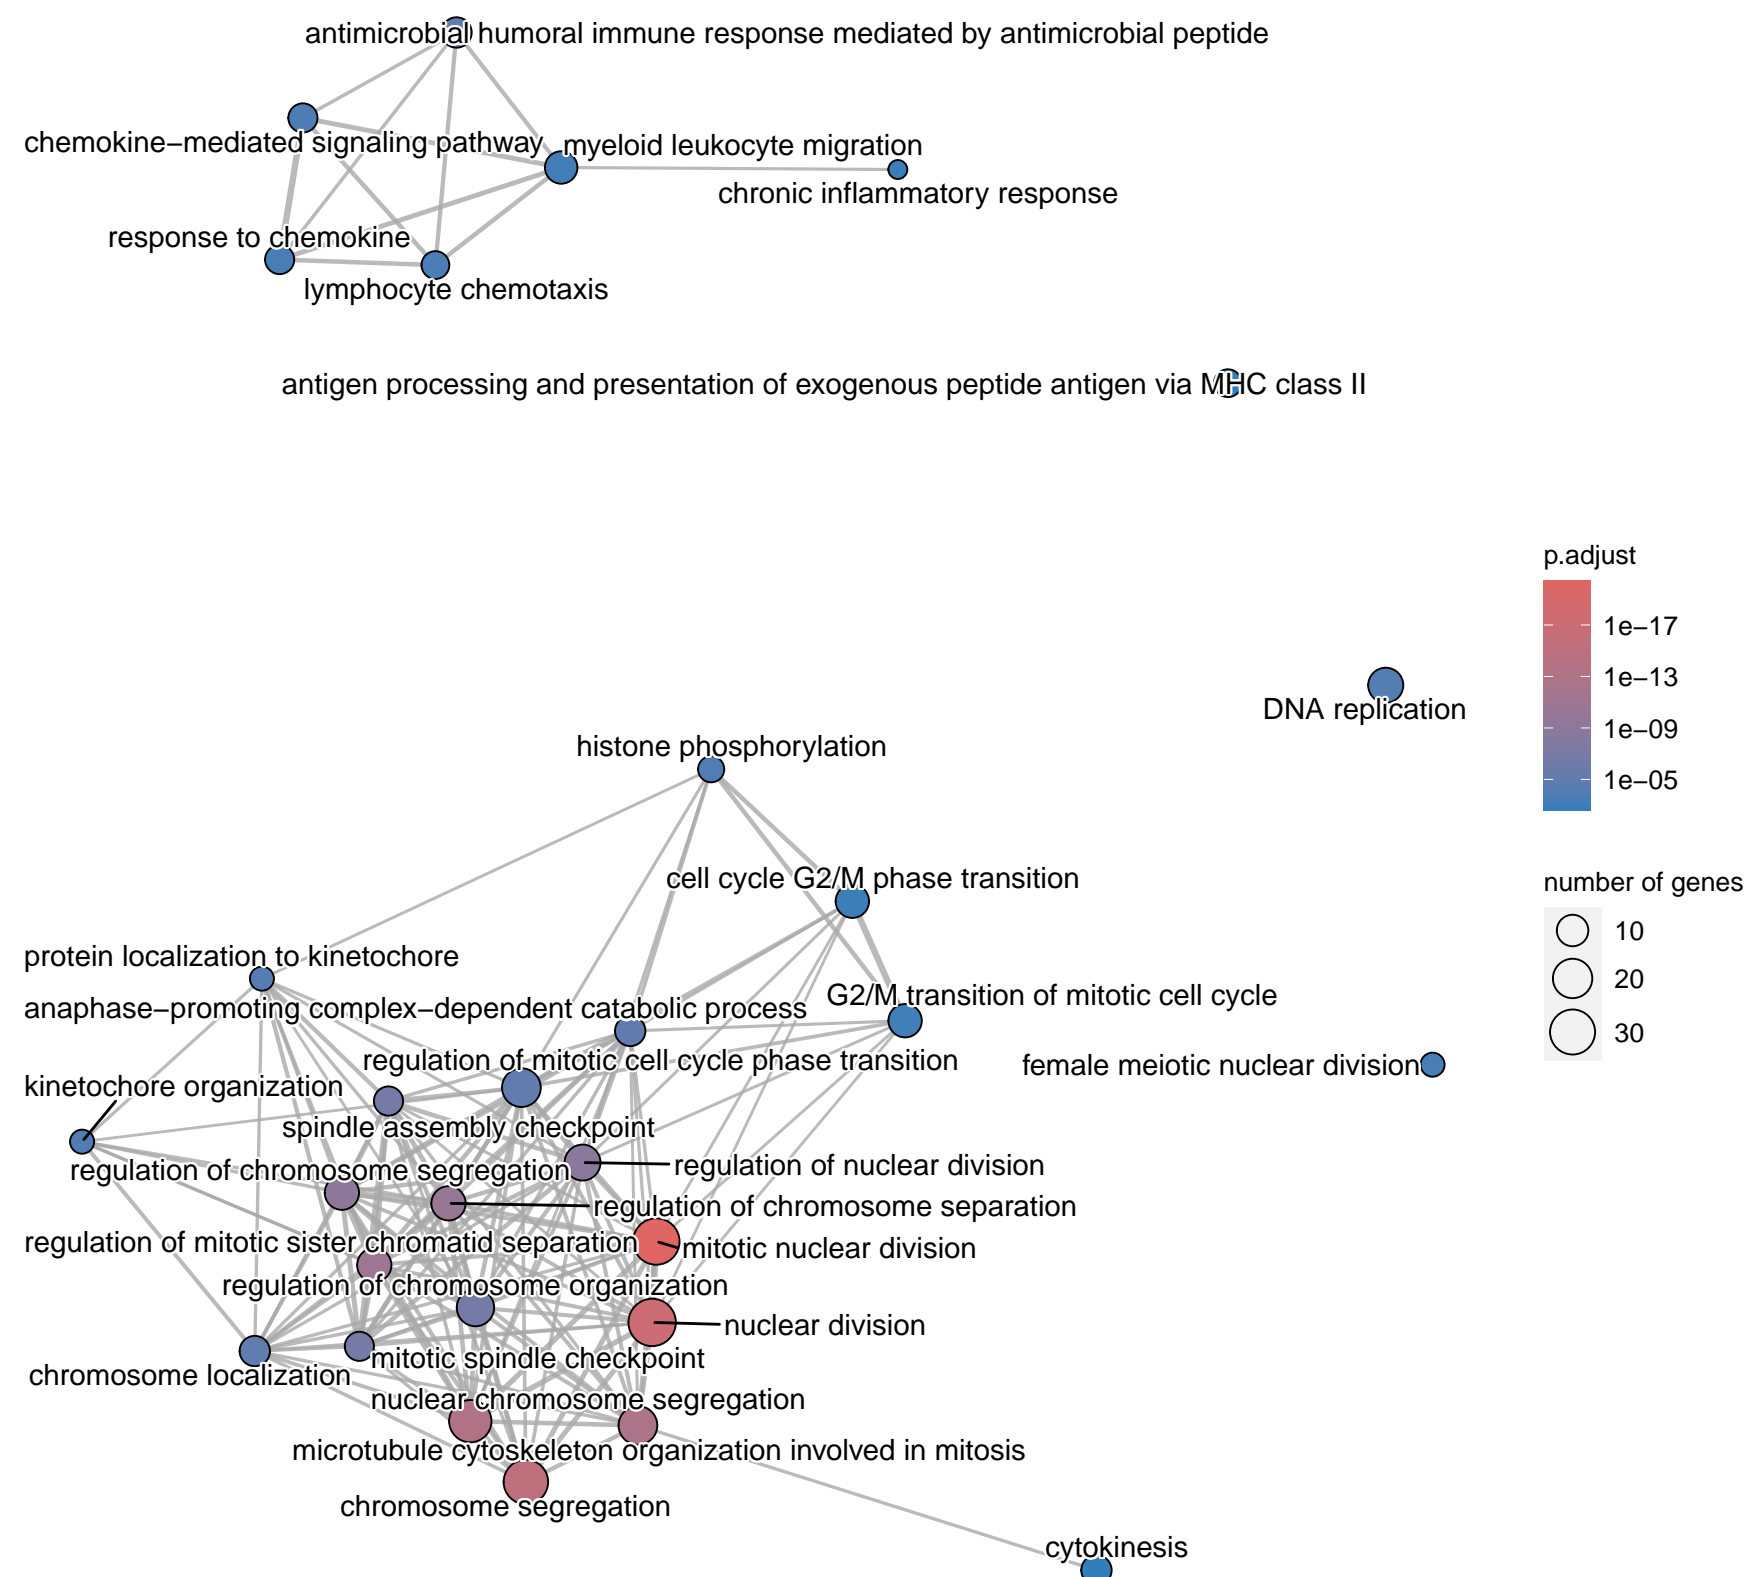 antimicrobial humoral immune response mediated by antimicrobial peptide
chemokine−mediated signaling pathway
myeloid leukocyte migration
chronic inflammatory response
response to chemokine
lymphocyte chemotaxis
antigen processing and presentation of exogenous peptide antigen via MHC class II
p.adjust
1e−17
1e−13
1e−09
1e−05
DNA replication
histone phosphorylation
cell cycle G2/M phase transition
number of genes
10
20
30
protein localization to kinetochore
G2/M transition of mitotic cell cycle
anaphase−promoting complex−dependent catabolic process
regulation of mitotic cell cycle phase transition
female meiotic nuclear division
kinetochore organization
spindle assembly checkpoint
regulation of nuclear division
regulation of chromosome segregation
regulation of chromosome separation
regulation of mitotic sister chromatid separation
mitotic nuclear division
regulation of chromosome organization
nuclear division
mitotic spindle checkpoint
chromosome localization
nuclear chromosome segregation
microtubule cytoskeleton organization involved in mitosis
chromosome segregation
cytokinesis